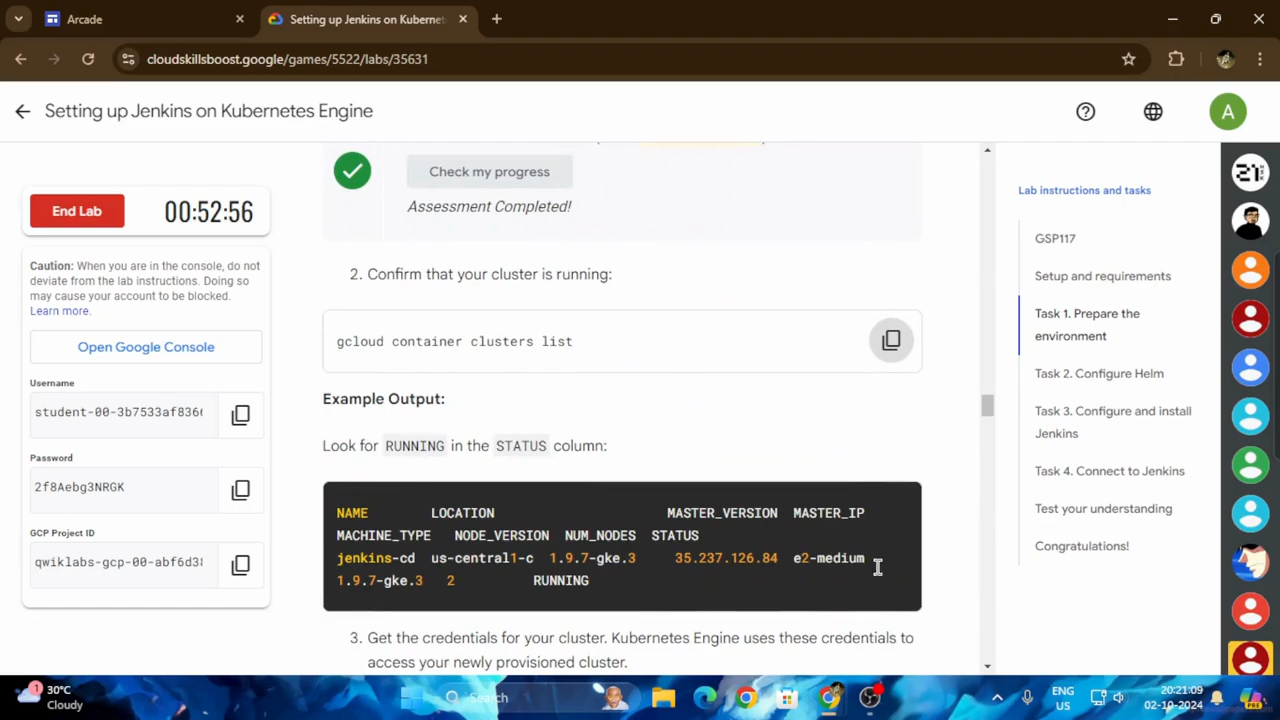 Arcade
Setting up Jenkins on Kuberne
cloudskillsboost.google/games/5522/labs/35631
Setting up Jenkins on Kubernetes Engine
A
End Lab
00:52:56
Caution: When you are in the console, do not
deviate from the lab instructions. Doing so
may cause your account to be blocked.
Learn more.
Open Google Console
Username
student-00-3b7533af836
Password
2f8Aebg3NRGK
GCP Project ID
qwiklabs-gcp-00-abf6d3
Check my progress
Assessment Completed!
2. Confirm that your cluster is running:
gcloud container clusters list
Example Output:
Look for RUNNING in the STATUS column:
NAME LOCATION MASTER_VERSION MASTER_IP
MACHINE_TYPE NODE_VERSION NUM_NODES STATUS
jenkins-cd us-central1-c 1.9.7-gke.3 35.237.126.84 e2-medium
1.9.7-gke.3 2 RUNNING
3. Get the credentials for your cluster. Kubernetes Engine uses these credentials to
access your newly provisioned cluster.
Lab instructions and tasks
GSP117
Setup and requirements
Task 1. Prepare the
environment
Task 2. Configure Helm
Task 3. Configure and install
Jenkins
Task 4. Connect to Jenkins
Test your understanding
Congratulations!
21
1
30°C
Cloudy
Search
ENG
US
20:21:09
02-10-2024
PRE